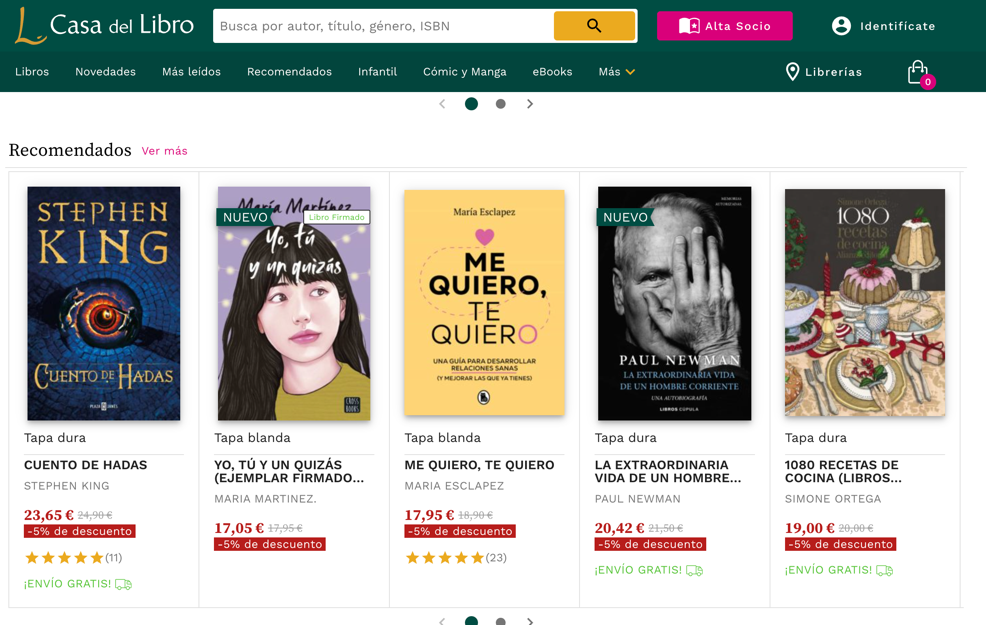 Casa del Libro
Busca por autor, título, género, ISBN
Alta Socio
Identifícate
Libros
Novedades
Más leídos
Recomendados
Infantil
Cómic y Manga
eBooks
Más
Librerías
0
Recomendados
Ver más
STEPHEN
KING
CUENTO DE HADAS
PLAZA JANÉS
Tapa dura
CUENTO DE HADAS
STEPHEN KING
23,65 € 24,90 €
-5% de descuento
(11)
¡ENVÍO GRATIS!
María Martínez
NUEVO
Libro Firmado
Yo, tú
y un quizás
CROSS
BOOKS
Tapa blanda
YO, TÚ Y UN QUIZÁS
(EJEMPLAR FIRMADO...
MARIA MARTINEZ.
17,05 € 17,95 €
-5% de descuento
María Esclapez
ME
QUIERO,
TE
QUIERO
UNA GUÍA PARA DESARROLLAR
RELACIONES SANAS
(Y MEJORAR LAS QUE YA TIENES)
Tapa blanda
ME QUIERO, TE QUIERO
MARIA ESCLAPEZ
17,95 € 18,90 €
-5% de descuento
(23)
NUEVO
MEMORIAS
AUTORIZADAS
PAUL NEWMAN
LA EXTRAORDINARIA VIDA
DE UN HOMBRE CORRIENTE
UNA AUTOBIOGRAFÍA
LIBROS CÚPULA
Tapa dura
LA EXTRAORDINARIA
VIDA DE UN HOMBRE...
PAUL NEWMAN
20,42 € 21,50 €
-5% de descuento
¡ENVÍO GRATIS!
Simone Ortega
1080
recetas
de cocina
Tapa dura
1080 RECETAS DE
COCINA (LIBROS...
SIMONE ORTEGA
19,00 € 20,00 €
-5% de descuento
¡ENVÍO GRATIS!